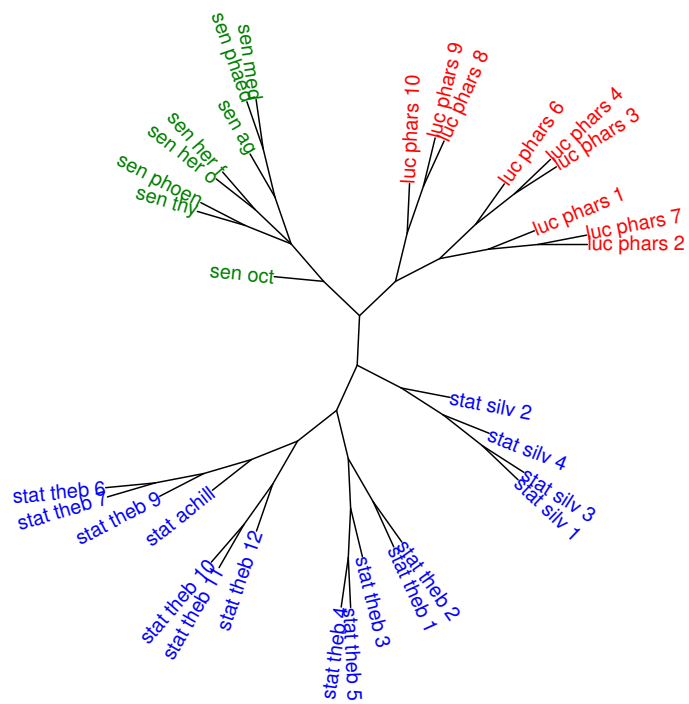 sen med
sen phaed
sen ag
sen her f
sen her o
sen phoen
sen thy
sen oct
luc phars 10
luc phars 9
luc phars 8
luc phars 6
luc phars 4
luc phars 3
luc phars 1
luc phars 7
luc phars 2
stat silv 2
stat silv 4
stat silv 3
stat silv 1
stat theb 2
stat theb 1
stat theb 3
stat theb 5
stat theb 4
stat theb 12
stat theb 11
stat theb 10
stat achill
stat theb 9
stat theb 7
stat theb 6